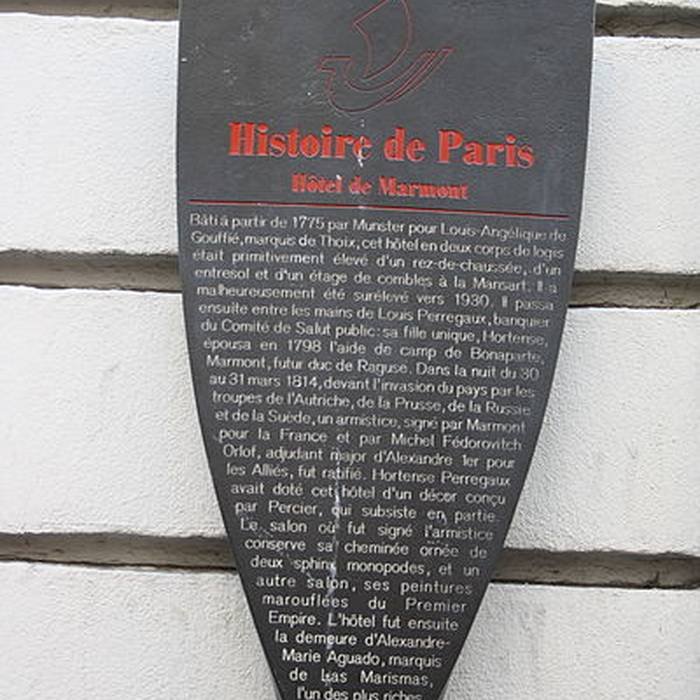 Histoire de Paris
Hôtel de Marmont
Bâti à partir de 1775 par Munster pour Louis-Angélique de
Gouffié, marquis de Thoix, cet hôtel en deux corps de logis
était primitivement élevé d'un rez-de-chaussée, d'un
entresol et d'un étage de combles à la Mansart. Il a
malheureusement été surélevé vers 1930. Il passa
ensuite entre les mains de Louis Perregaux, banquier
du Comité de Salut public: sa fille unique, Hortense,
épousa en 1798 l'aide de camp de Bonaparte,
Marmont, futur duc de Raguse. Dans la nuit du 30
au 31 mars 1814, devant l'invasion du pays par les
troupes de l'Autriche, de la Prusse, de la Russie
et de la Suède, un armistice, signé par Marmont
pour la France et par Michel Fédorovitch
Orlof, adjudant major d'Alexandre 1er pour
les Alliés, fut ratifié. Hortense Perregaux
avait doté cet hôtel d'un décor conçu
par Percier, qui subsiste en partie.
Le salon où fut signé l'armistice
conserve sa cheminée ornée de
deux sphinx monopodes, et un
autre salon, ses peintures
marouflées du Premier
Empire. L'hôtel fut ensuite
la demeure d'Alexandre-
Marie Aguado, marquis
de Las Marismas,
l'un des plus riches